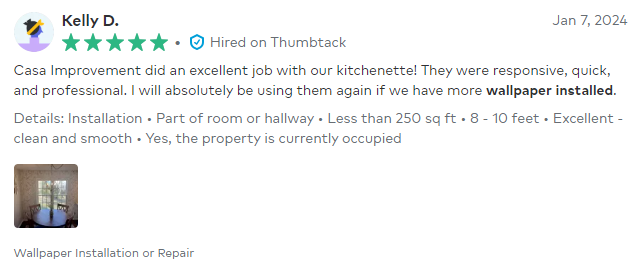 Kelly D.
Jan 7, 2024
• Hired on Thumbtack
Casa Improvement did an excellent job with our kitchenette! They were responsive, quick,
and professional. I will absolutely be using them again if we have more wallpaper installed.
Details: Installation • Part of room or hallway • Less than 250 sq ft • 8 - 10 feet • Excellent -
clean and smooth • Yes, the property is currently occupied
Wallpaper Installation or Repair